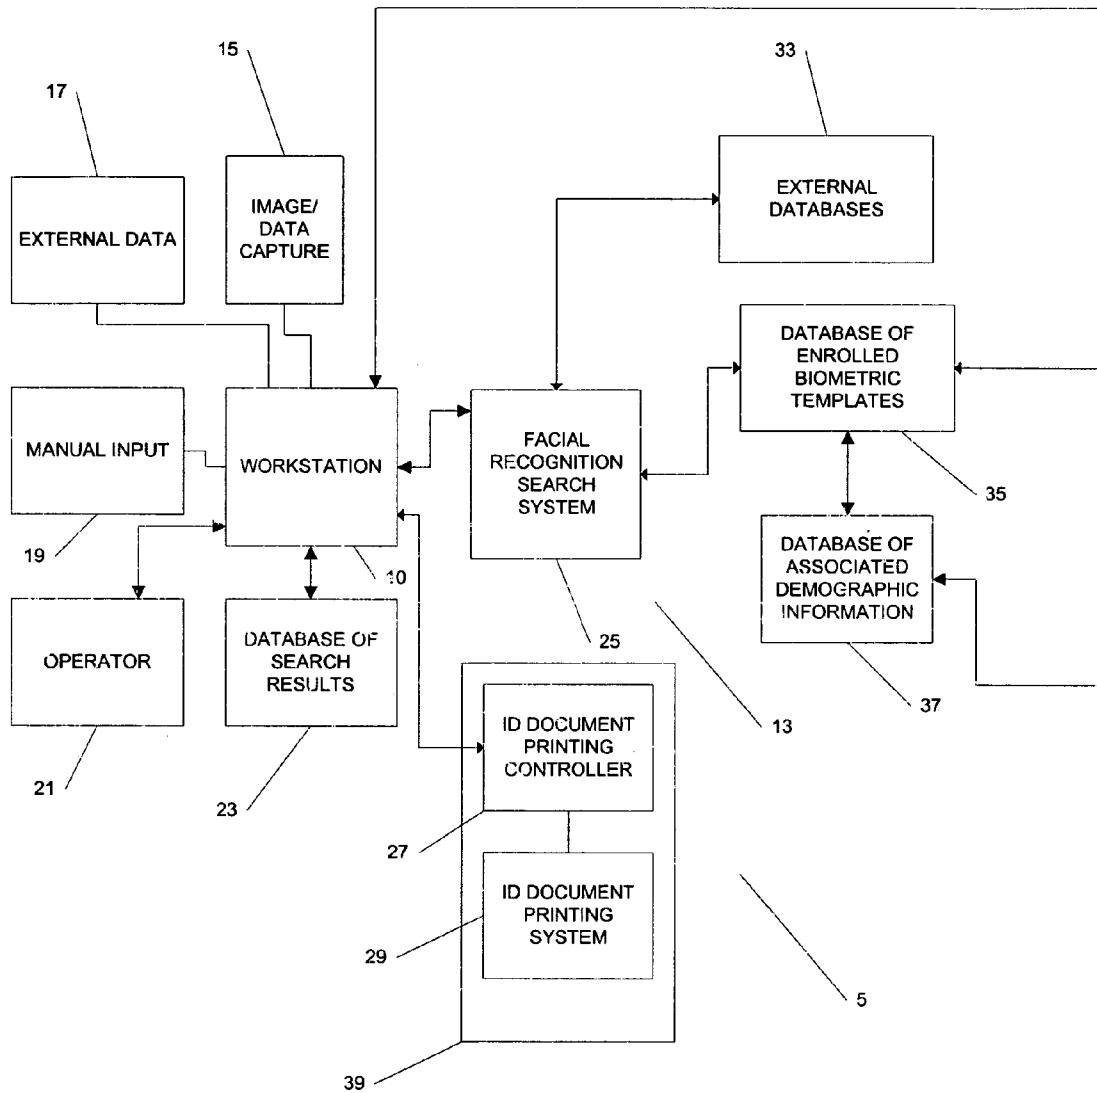 15
33
17
EXTERNAL DATA
IMAGE/
DATA
CAPTURE
EXTERNAL
DATABASES
DATABASE OF
ENROLLED
BIOMETRIC
TEMPLATES
MANUAL INPUT
WORKSTATION
FACIAL
RECOGNITION
SEARCH
SYSTEM
35
19
10
DATABASE OF
ASSOCIATED
DEMOGRAPHIC
INFORMATION
25
OPERATOR
DATABASE OF
SEARCH
RESULTS
37
13
ID DOCUMENT
PRINTING
CONTROLLER
21
23
27
ID DOCUMENT
PRINTING
SYSTEM
29
5
39